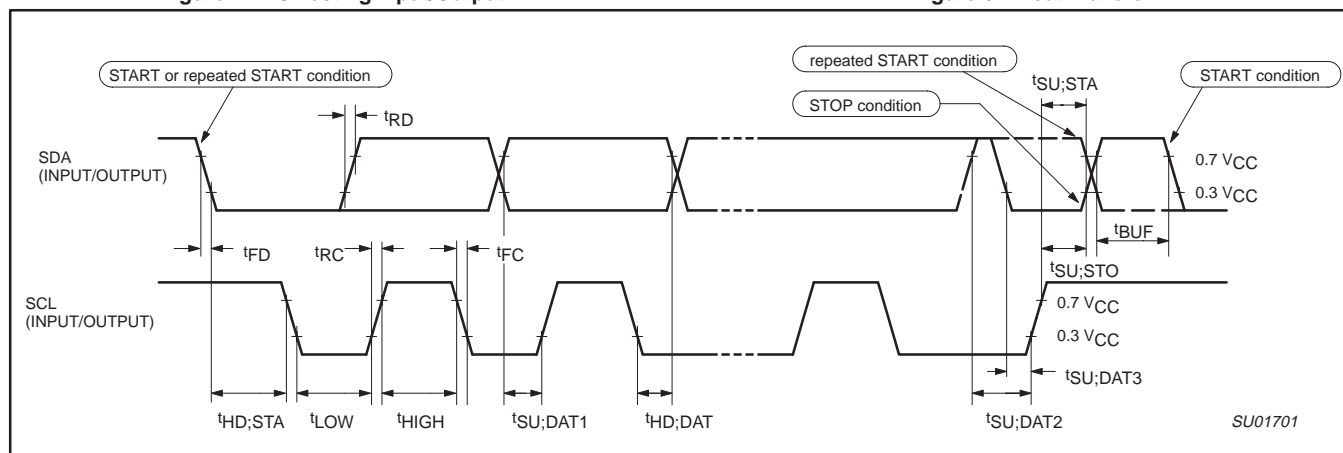 START or repeated START condition
repeated START condition
tSU;STA
START condition
STOP condition
tRD
SDA
(INPUT/OUTPUT)
0.7 VCC
0.3 VCC
tFD
tRC
tFC
tBUF
tSU;STO
SCL
(INPUT/OUTPUT)
0.7 VCC
0.3 VCC
tSU;DAT3
tHD;STA
tLOW
tHIGH
tSU;DAT1
tHD;DAT
tSU;DAT2
SU01701